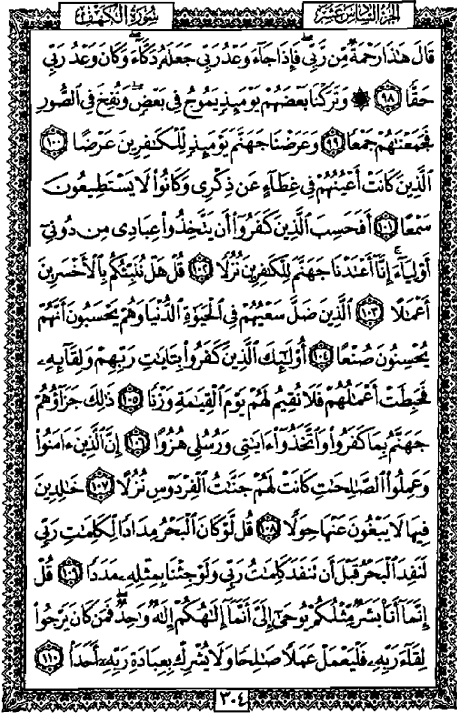 الجزء السادس عشر
سورة الكهف
قَالَ هَٰذَا رَحْمَةٌ مِّن رَّبِّي ۖ فَإِذَا جَاءَ وَعْدُ رَبِّي جَعَلَهُ دَكَّاءَ ۖ وَكَانَ وَعْدُ رَبِّي
حَقًّا ٩٨ ۞ وَتَرَكْنَا بَعْضَهُمْ يَوْمَئِذٍ يَمُوجُ فِي بَعْضٍ ۖ وَنُفِخَ فِي الصُّورِ
فَجَمَعْنَاهُمْ جَمْعًا ٩٩ وَعَرَضْنَا جَهَنَّمَ يَوْمَئِذٍ لِّلْكَافِرِينَ عَرْضًا ١٠٠
الَّذِينَ كَانَتْ أَعْيُنُهُمْ فِي غِطَاءٍ عَن ذِكْرِي وَكَانُوا لَا يَسْتَطِيعُونَ
سَمْعًا ١٠١ أَفَحَسِبَ الَّذِينَ كَفَرُوا أَن يَتَّخِذُوا عِبَادِي مِن دُونِي
أَوْلِيَاءَ ۚ إِنَّا أَعْتَدْنَا جَهَنَّمَ لِلْكَافِرِينَ نُزُلًا ١٠٢ قُلْ هَلْ نُنَبِّئُكُم بِالْأَخْسَرِينَ
أَعْمَالًا ١٠٣ الَّذِينَ ضَلَّ سَعْيُهُمْ فِي الْحَيَاةِ الدُّنْيَا وَهُمْ يَحْسَبُونَ أَنَّهُمْ
يُحْسِنُونَ صُنْعًا ١٠٤ أُولَٰئِكَ الَّذِينَ كَفَرُوا بِآيَاتِ رَبِّهِمْ وَلِقَائِهِ
فَحَبِطَتْ أَعْمَالُهُمْ فَلَا نُقِيمُ لَهُمْ يَوْمَ الْقِيَامَةِ وَزْنًا ١٠٥ ذَٰلِكَ جَزَاؤُهُمْ
جَهَنَّمُ بِمَا كَفَرُوا وَاتَّخَذُوا آيَاتِي وَرُسُلِي هُزُوًا ١٠٦ إِنَّ الَّذِينَ آمَنُوا
وَعَمِلُوا الصَّالِحَاتِ كَانَتْ لَهُمْ جَنَّاتُ الْفِرْدَوْسِ نُزُلًا ١٠٧ خَالِدِينَ
فِيهَا لَا يَبْغُونَ عَنْهَا حِوَلًا ١٠٨ قُل لَّوْ كَانَ الْبَحْرُ مِدَادًا لِّكَلِمَاتِ رَبِّي
لَنَفِدَ الْبَحْرُ قَبْلَ أَن تَنفَدَ كَلِمَاتُ رَبِّي وَلَوْ جِئْنَا بِمِثْلِهِ مَدَدًا ١٠٩ قُلْ
إِنَّمَا أَنَا بَشَرٌ مِّثْلُكُمْ يُوحَىٰ إِلَيَّ أَنَّمَا إِلَٰهُكُمْ إِلَٰهٌ وَاحِدٌ ۖ فَمَن كَانَ يَرْجُوا
لِقَاءَ رَبِّهِ فَلْيَعْمَلْ عَمَلًا صَالِحًا وَلَا يُشْرِكْ بِعِبَادَةِ رَبِّهِ أَحَدًا ١١٠
٣٠٤